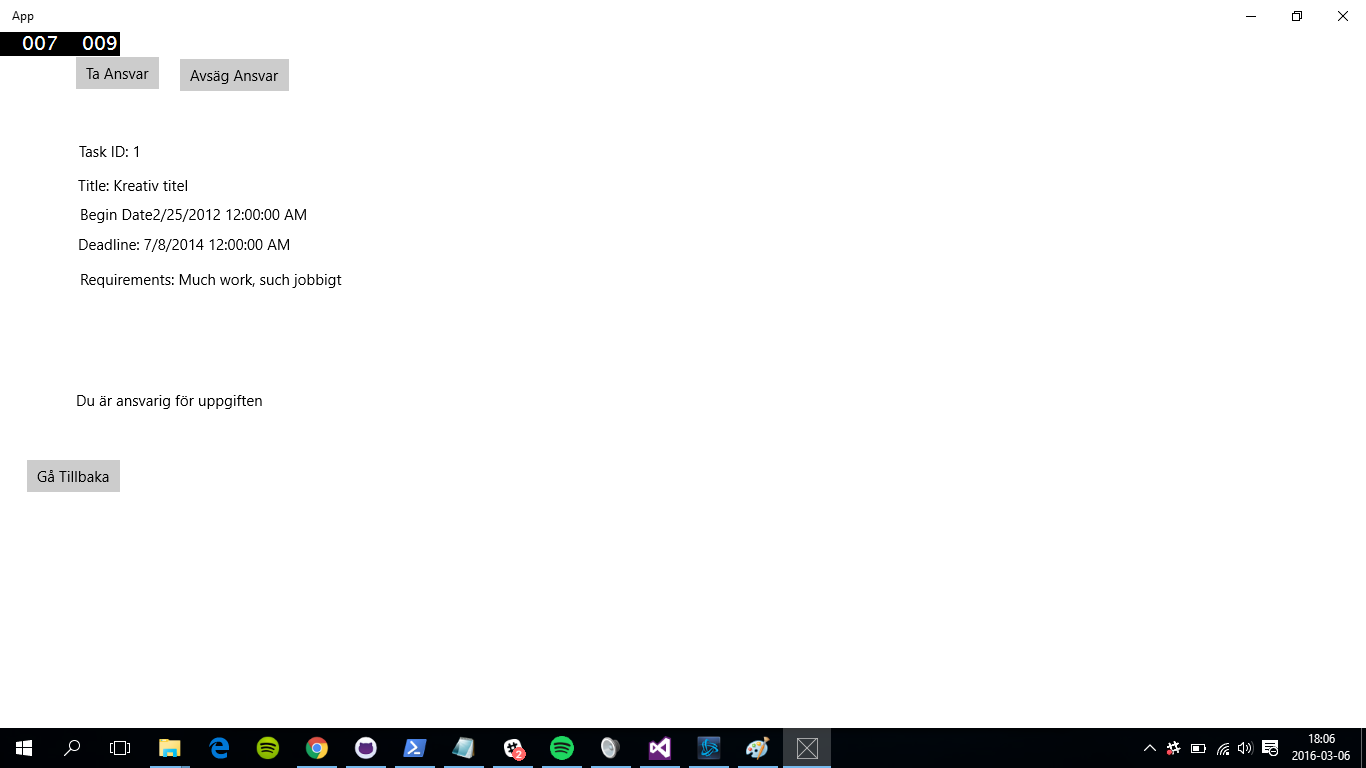 App
007 009
Ta Ansvar
Avsäg Ansvar
Task ID: 1
Title: Kreativ titel
Begin Date2/25/2012 12:00:00 AM
Deadline: 7/8/2014 12:00:00 AM
Requirements: Much work, such jobbigt
Du är ansvarig för uppgiften
Gå Tillbaka
2
18:06
2016-03-06